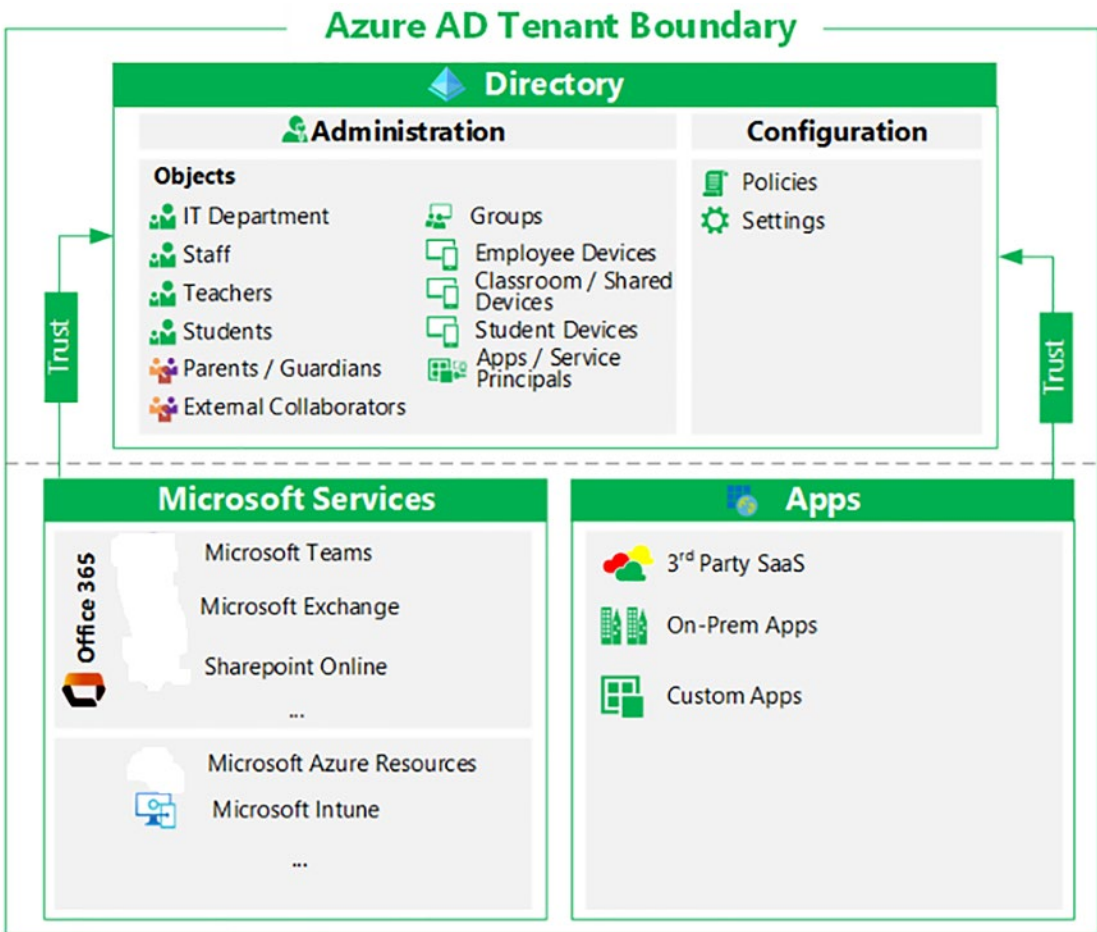 Azure AD Tenant Boundary
Directory
Administration
Configuration
Objects
IT Department
Staff
Teachers
Students
Parents / Guardians
External Collaborators
Groups
Employee Devices
Classroom / Shared
Devices
Student Devices
Apps / Service
Principals
Policies
Settings
Trust
Trust
Microsoft Services
Office 365
Microsoft Teams
Microsoft Exchange
Sharepoint Online
...
Microsoft Azure Resources
Microsoft Intune
...
Apps
3rd Party SaaS
On-Prem Apps
Custom Apps